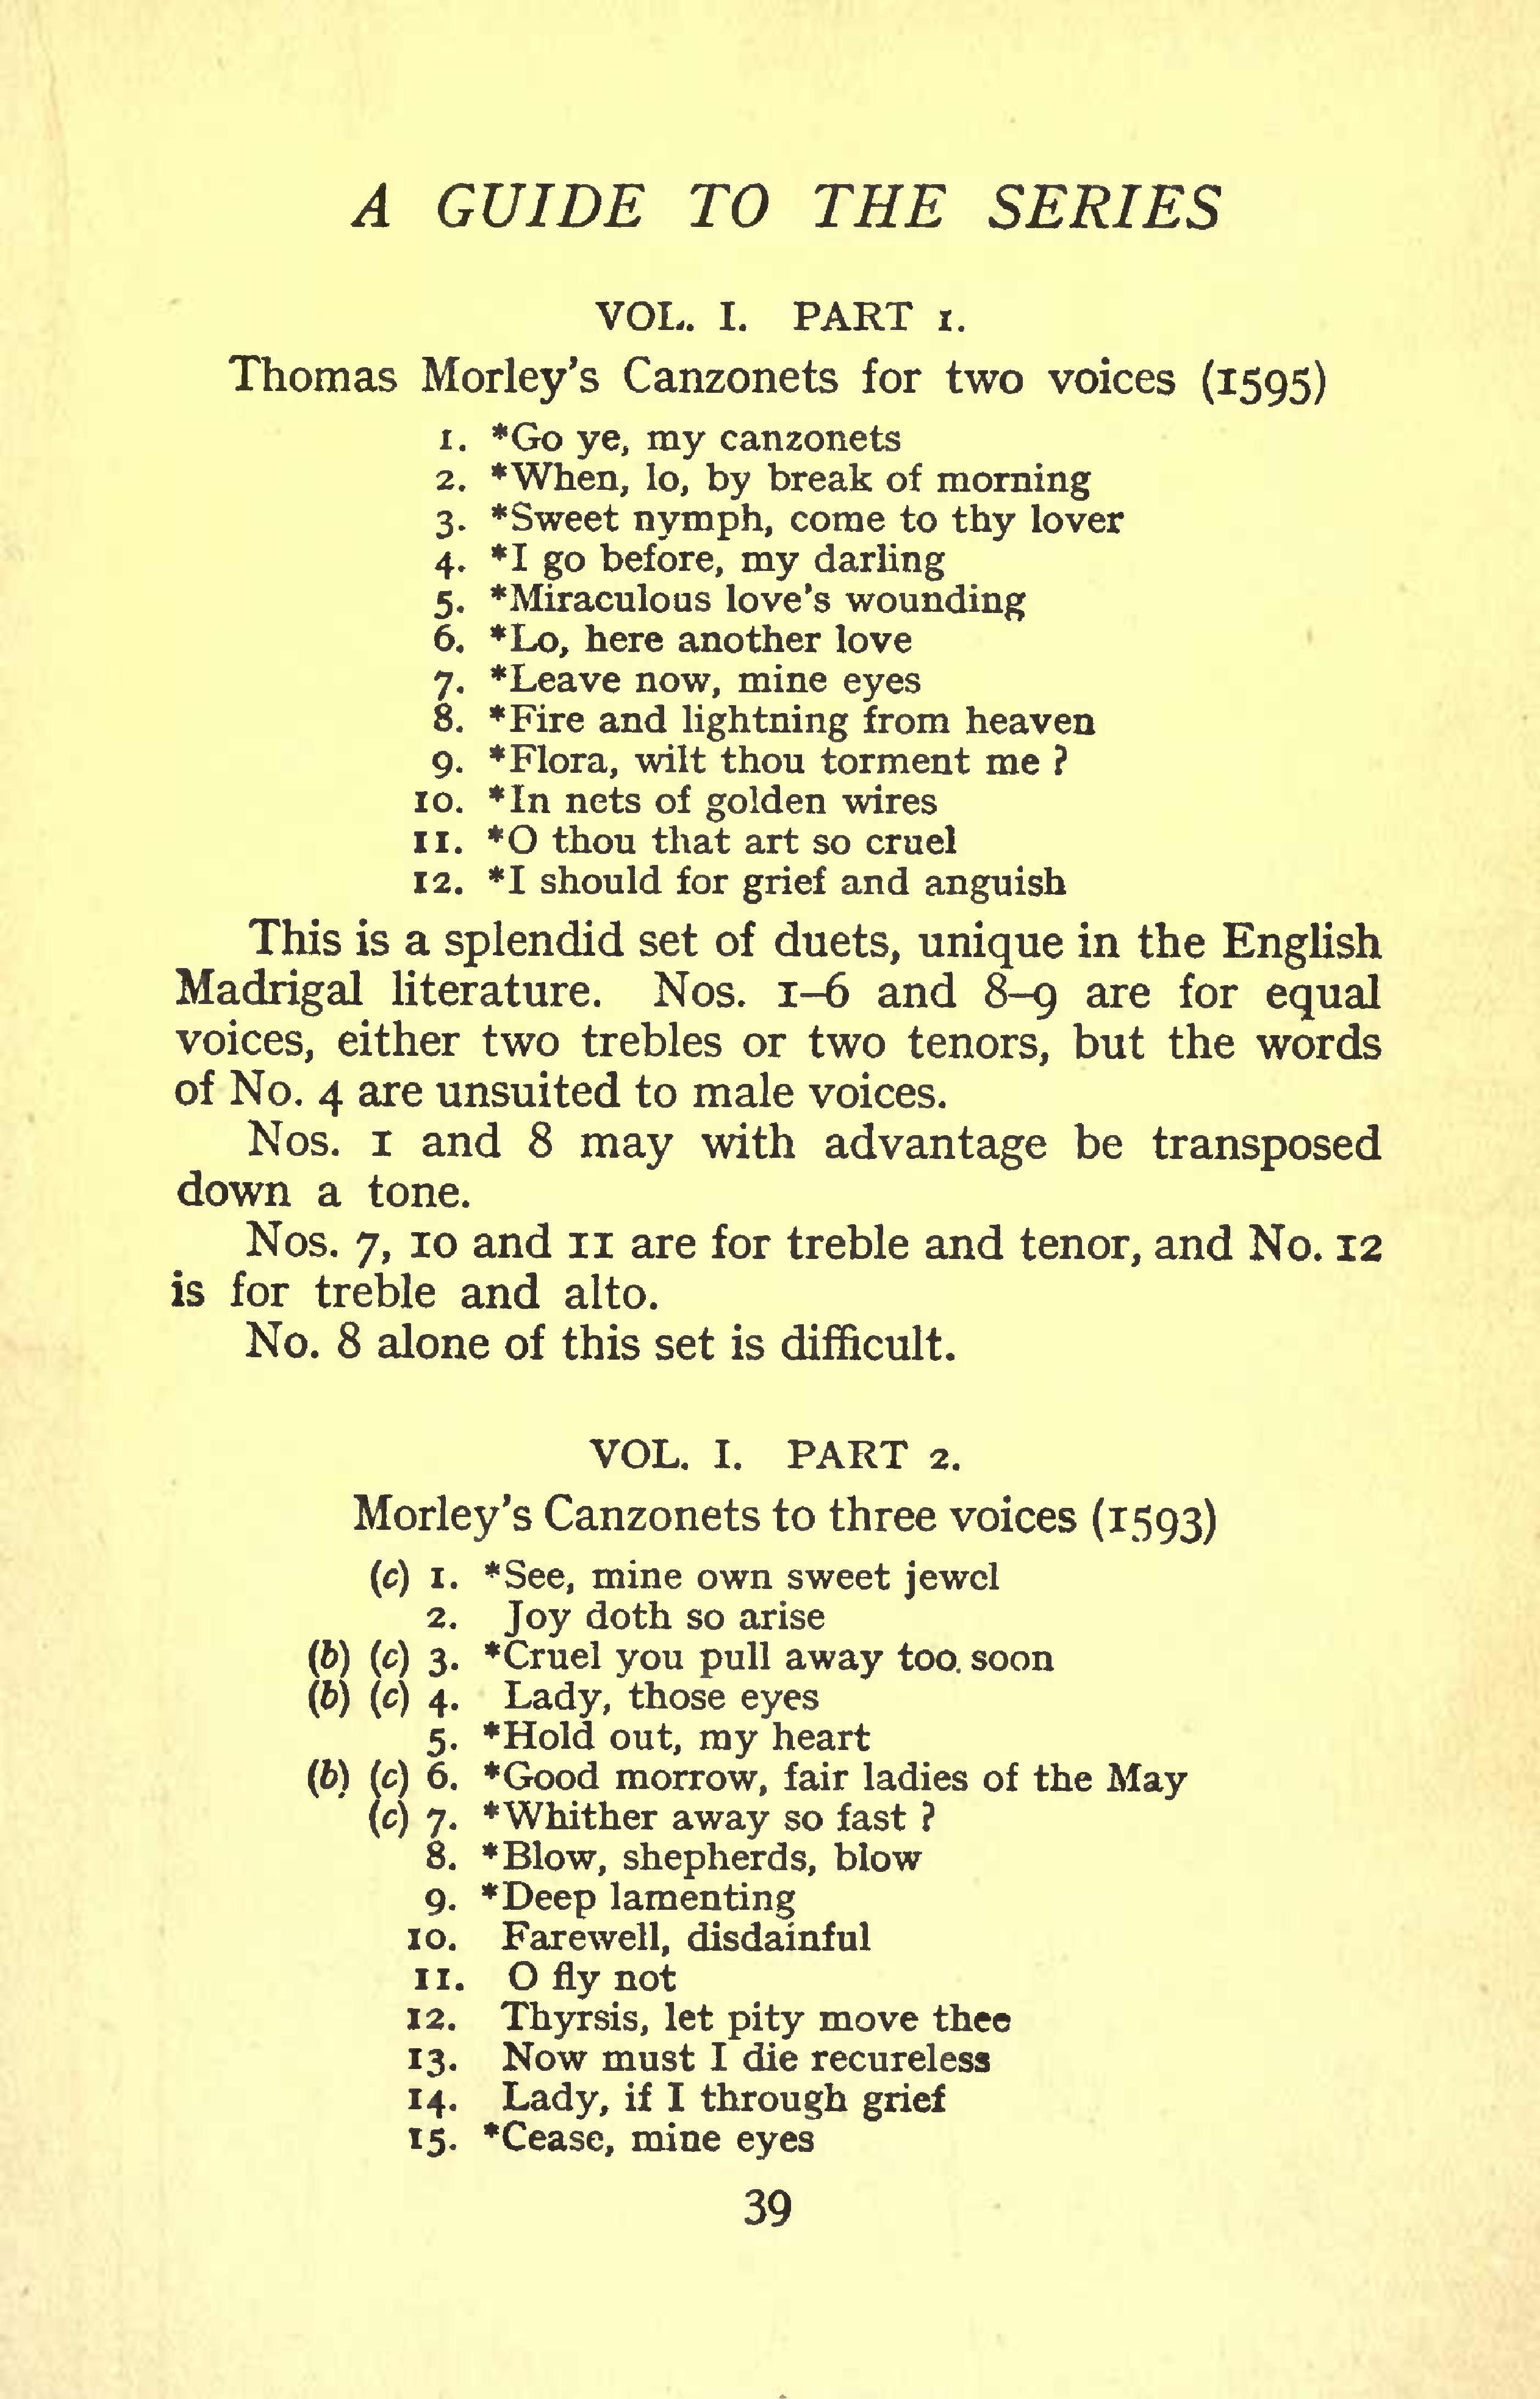 A GUIDE TO THE SERIES
VOL. I. PART 1.
Thomas Morley's Canzonets for two voices (1595)
1. *Go ye, my canzonets
2. *When, lo, by break of morning
3. *Sweet nymph, come to thy lover
4. *I go before, my darling
5. *Miraculous love's wounding
6. *Lo, here another love
7. *Leave now, mine eyes
8. *Fire and lightning from heaven
9. *Flora, wilt thou torment me ?
10. *In nets of golden wires
11. *O thou that art so cruel
12. *I should for grief and anguish
This is a splendid set of duets, unique in the English
Madrigal literature. Nos. 1–6 and 8–9 are for equal
voices, either two trebles or two tenors, but the words
of No. 4 are unsuited to male voices.
Nos. 1 and 8 may with advantage be transposed
down a tone.
Nos. 7, 10 and 11 are for treble and tenor, and No. 12
is for treble and alto.
No. 8 alone of this set is difficult.
VOL. I. PART 2.
Morley's Canzonets to three voices (1593)
(c) 1. *See, mine own sweet jewel
2. Joy doth so arise
(b) (c) 3. *Cruel you pull away too soon
(b) (c) 4. Lady, those eyes
5. *Hold out, my heart
(b) (c) 6. *Good morrow, fair ladies of the May
(c) 7. *Whither away so fast ?
8. *Blow, shepherds, blow
9. *Deep lamenting
10. Farewell, disdainful
11. O fly not
12. Thyrsis, let pity move thee
13. Now must I die recureless
14. Lady, if I through grief
15. *Cease, mine eyes
39